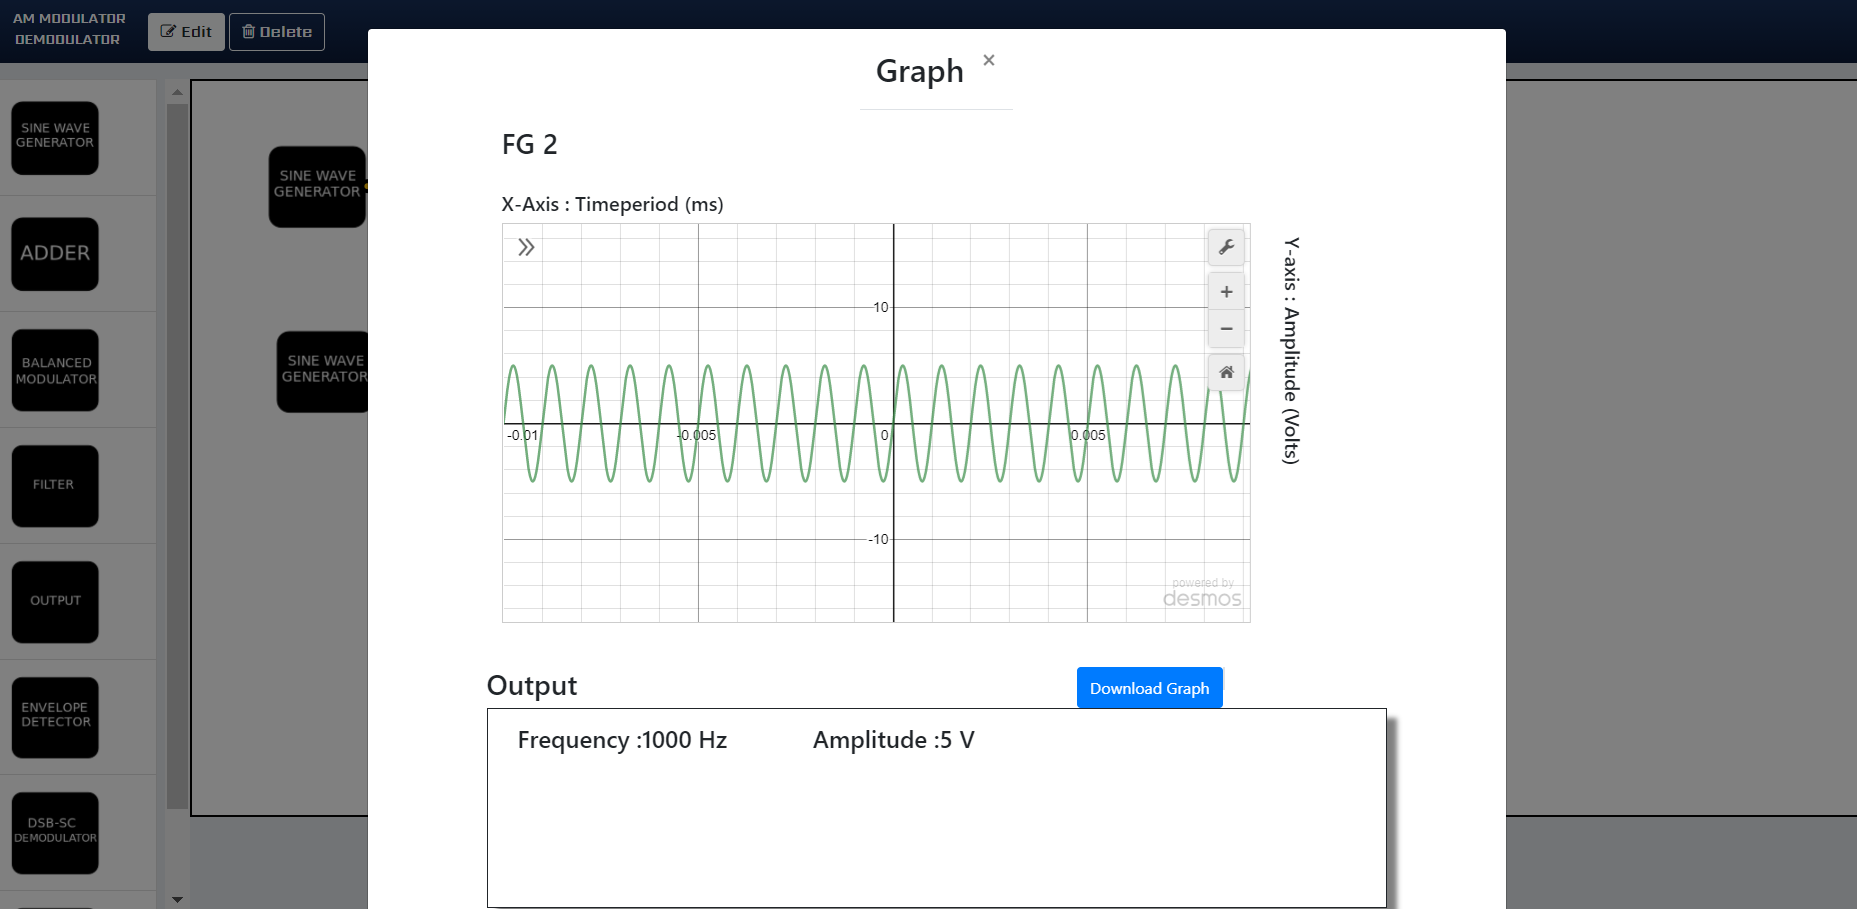 AM MODULATOR
DEMODULATOR
Edit
Delete
SINE WAVE
GENERATOR
ADDER
BALANCED
MODULATOR
FILTER
OUTPUT
ENVELOPE
DETECTOR
DSB-SC
DEMODULATOR
SINE WAVE
GENERATOR
SINE WAVE
GENERATOR
Graph ×
FG 2
X-Axis : Timeperiod (ms)
10
-0.01 -0.005 0 0.005
-10
+
−
powered by
desmos
Y-axis : Amplitude (Volts)
Output
Download Graph
Frequency :1000 Hz Amplitude :5 V